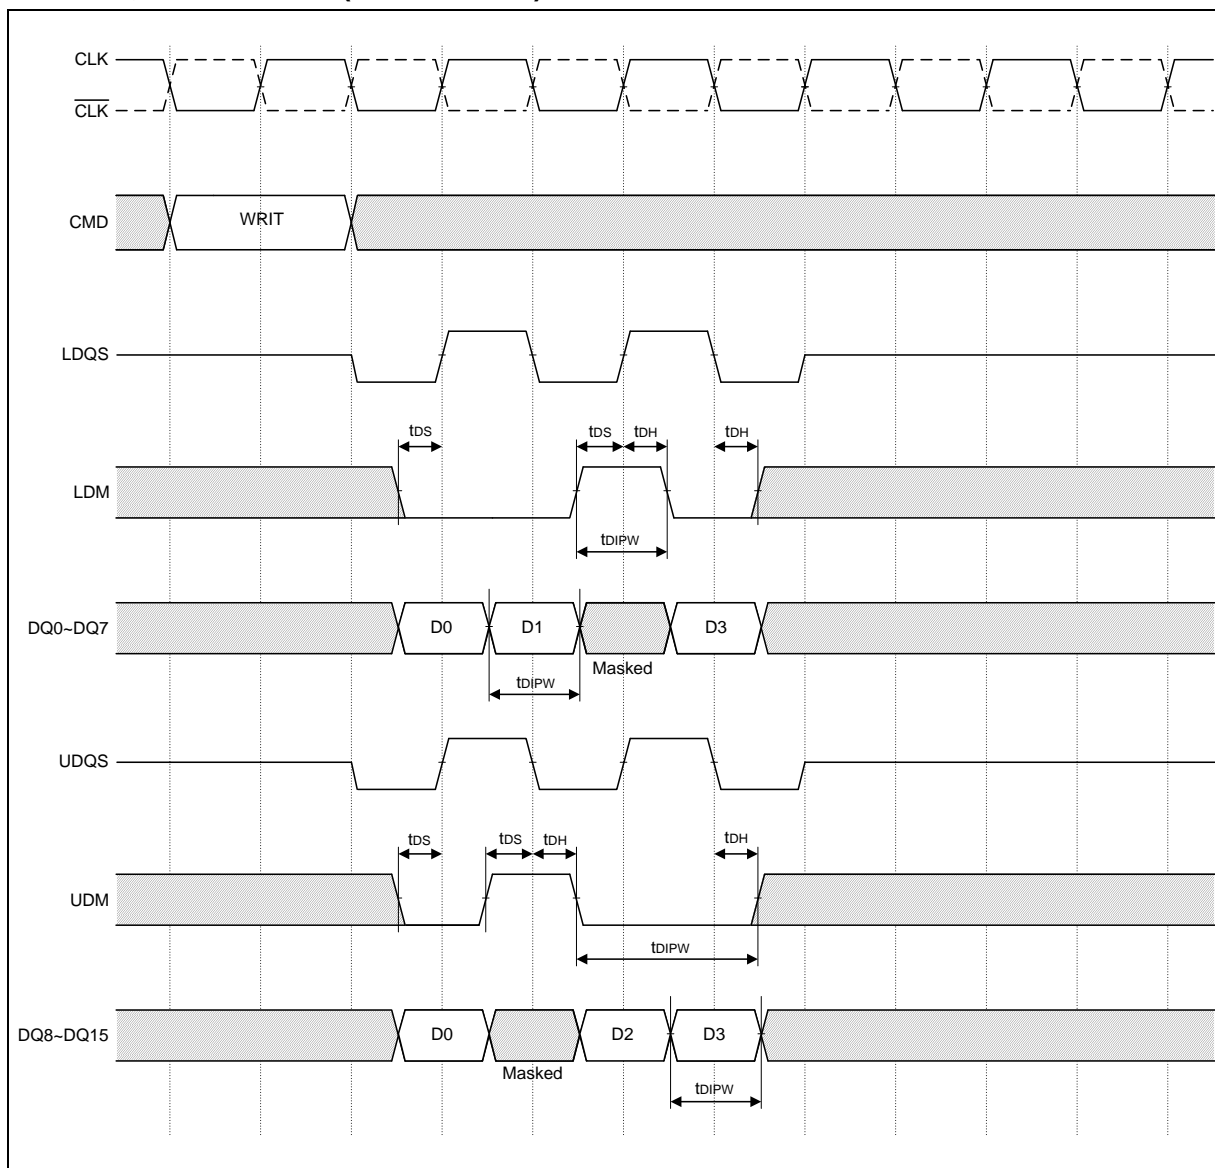 CLK
CLK
CMD
WRIT
LDQS
tDS
tDS
tDH
tDH
LDM
tDIPW
DQ0~DQ7
D0
D1
D3
Masked
tDIPW
UDQS
tDS
tDS
tDH
tDH
UDM
tDIPW
DQ8~DQ15
D0
D2
D3
Masked
tDIPW